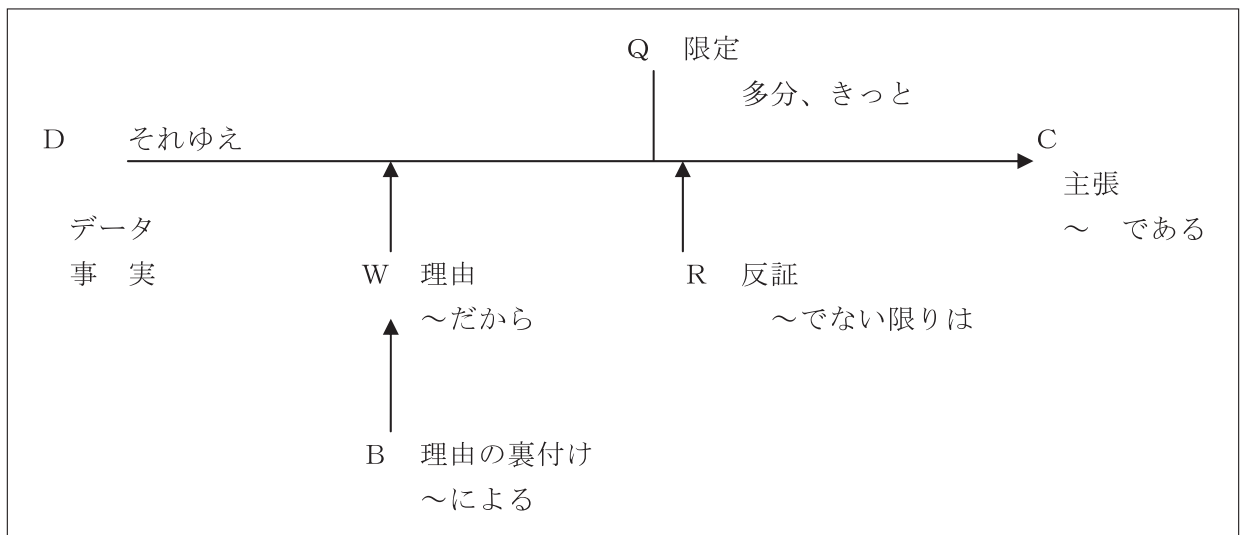 Q 限定
多分、きっと
D それゆえ
C
主張
～ である
データ
事 実
W 理由
～だから
R 反証
～でない限りは
B 理由の裏付け
～による